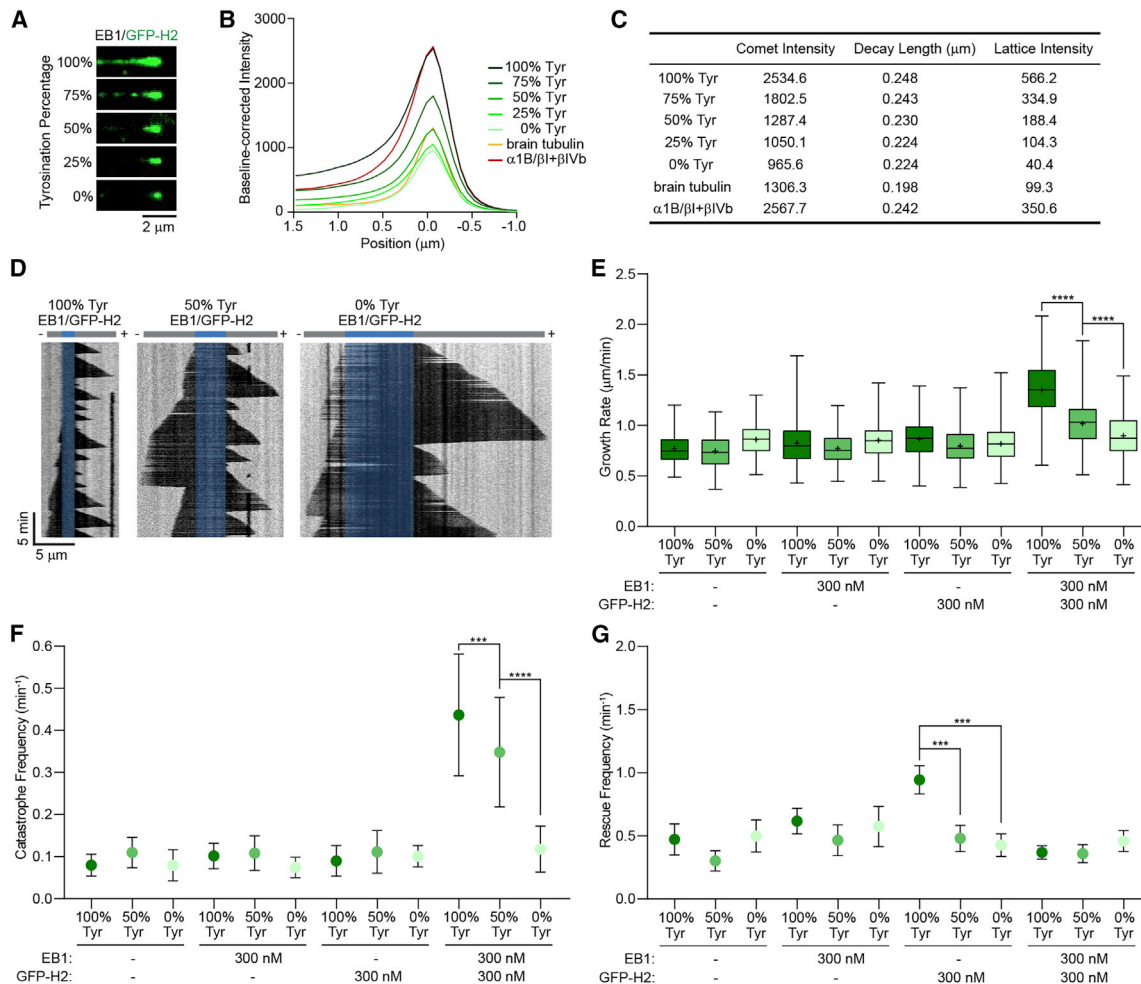 A
EB1/GFP-H2
Tyrosination Percentage
100%
75%
50%
25%
0%
2 μm
B
Baseline-corrected Intensity
3000
2000
1000
0
1.5 1.0 0.5 0.0 -0.5 -1.0
Position (μm)
100% Tyr
75% Tyr
50% Tyr
25% Tyr
0% Tyr
brain tubulin
α1B/βI+βIVb
C
Comet Intensity Decay Length (μm) Lattice Intensity
100% Tyr 2534.6 0.248 566.2
75% Tyr 1802.5 0.243 334.9
50% Tyr 1287.4 0.230 188.4
25% Tyr 1050.1 0.224 104.3
0% Tyr 965.6 0.224 40.4
brain tubulin 1306.3 0.198 99.3
α1B/βI+βIVb 2567.7 0.242 350.6
D
100% Tyr 50% Tyr 0% Tyr
EB1/GFP-H2 EB1/GFP-H2 EB1/GFP-H2
- + - + - +
5 min
5 μm
E
Growth Rate (μm/min)
2.5
2.0
1.5
1.0
0.5
0.0
**** ****
100% 50% 0% 100% 50% 0% 100% 50% 0% 100% 50% 0%
Tyr Tyr Tyr Tyr Tyr Tyr Tyr Tyr Tyr Tyr Tyr Tyr
EB1: - 300 nM - 300 nM
GFP-H2: - - 300 nM 300 nM
F
Catastrophe Frequency (min⁻¹)
0.6
0.5
0.4
0.3
0.2
0.1
0.0
***
****
100% 50% 0% 100% 50% 0% 100% 50% 0% 100% 50% 0%
Tyr Tyr Tyr Tyr Tyr Tyr Tyr Tyr Tyr Tyr Tyr Tyr
EB1: - 300 nM - 300 nM
GFP-H2: - - 300 nM 300 nM
G
Rescue Frequency (min⁻¹)
2.0
1.5
1.0
0.5
0.0
***
***
100% 50% 0% 100% 50% 0% 100% 50% 0% 100% 50% 0%
Tyr Tyr Tyr Tyr Tyr Tyr Tyr Tyr Tyr Tyr Tyr Tyr
EB1: - 300 nM - 300 nM
GFP-H2: - - 300 nM 300 nM